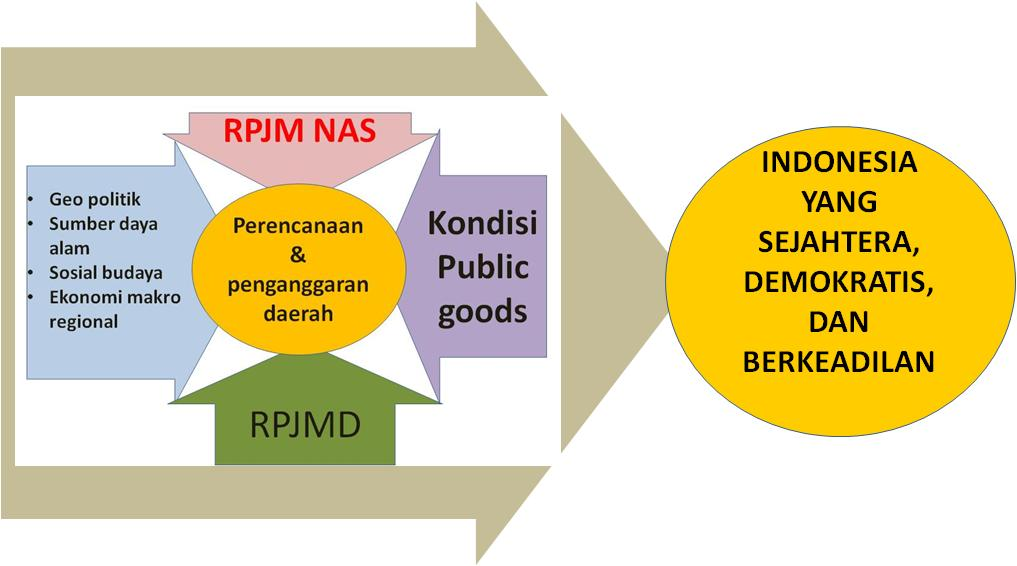 RPJM NAS
• Geo politik
• Sumber daya
alam
• Sosial budaya
• Ekonomi makro
regional
Perencanaan
&
penganggaran
daerah
Kondisi
Public
goods
RPJMD
INDONESIA
YANG
SEJAHTERA,
DEMOKRATIS,
DAN
BERKEADILAN